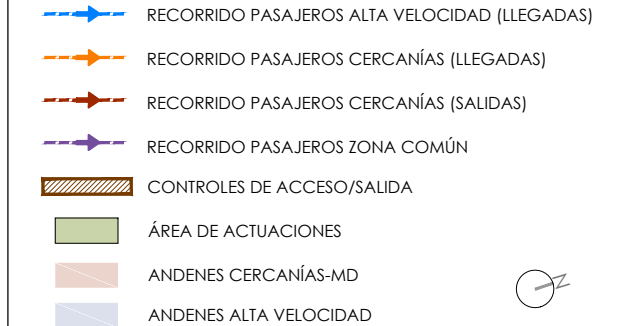 RECORRIDO PASAJEROS ALTA VELOCIDAD (LLEGADAS)
RECORRIDO PASAJEROS CERCANÍAS (LLEGADAS)
RECORRIDO PASAJEROS CERCANÍAS (SALIDAS)
RECORRIDO PASAJEROS ZONA COMÚN
CONTROLES DE ACCESO/SALIDA
ÁREA DE ACTUACIONES
ANDENES CERCANÍAS-MD
N
ANDENES ALTA VELOCIDAD